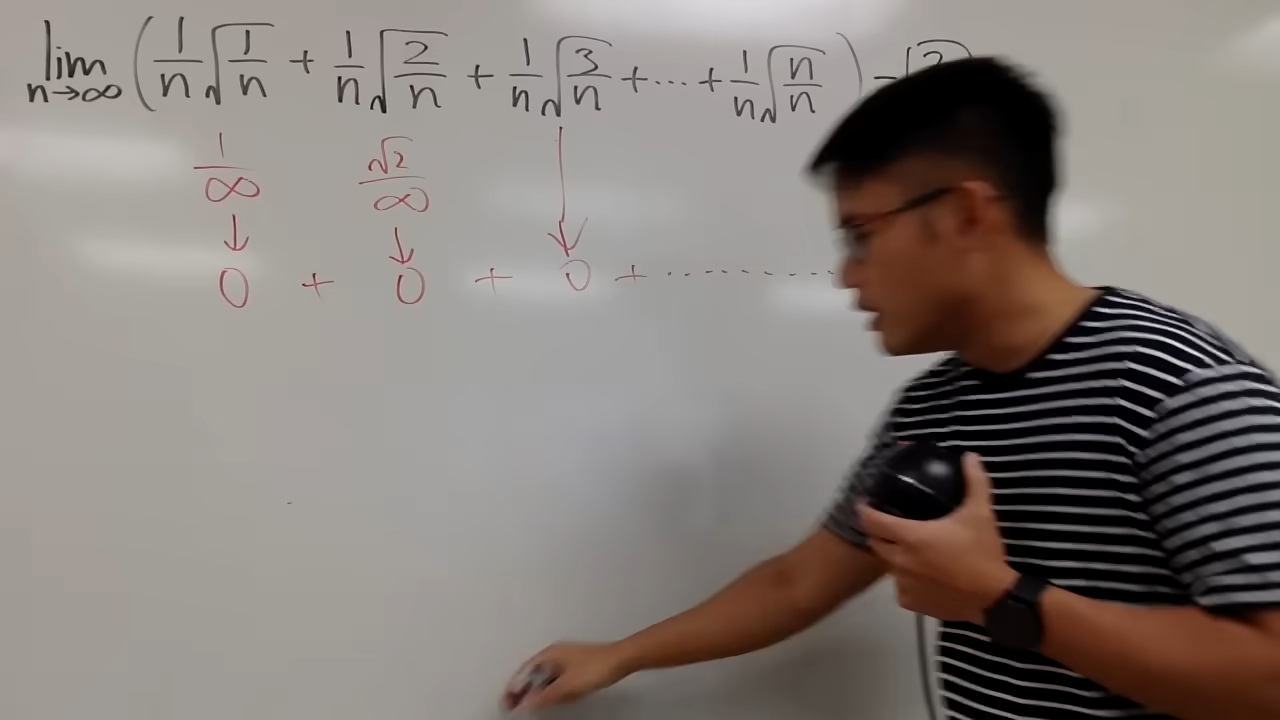 lim n→∞ ( 1/n √(1/n) + 1/n √(2/n) + 1/n √(3/n) + ... + 1/n √(n/n) )
1/∞ √2/∞
↓ ↓ ↓
0 + 0 + 0 + ........